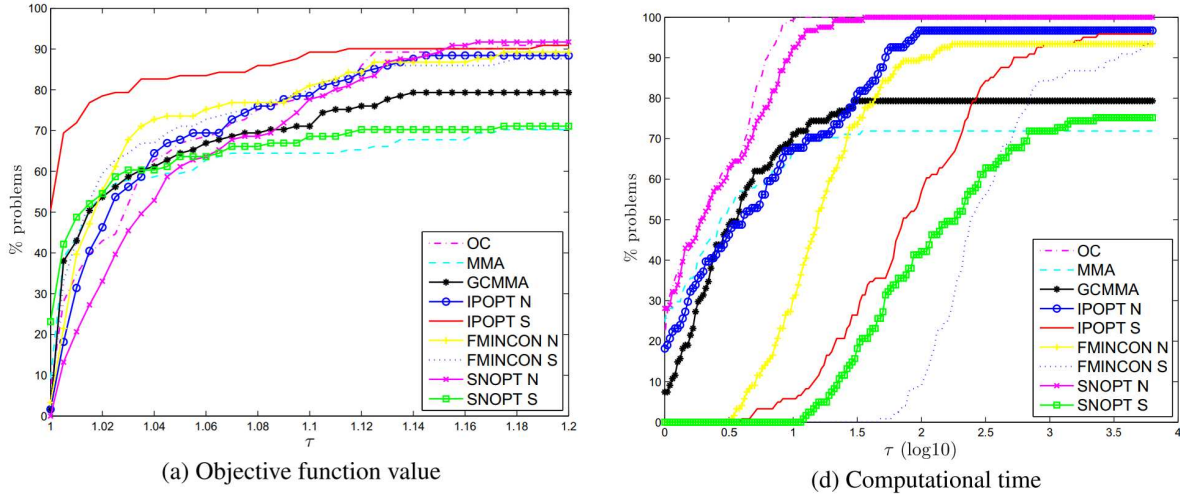 100
90
80
70
60
50
40
30
20
10
0
% problems
1
1.02
1.04
1.06
1.08
1.1
1.12
1.14
1.16
1.18
1.2
τ
OC
MMA
GCMMA
IPOPT N
IPOPT S
FMINCON N
FMINCON S
SNOPT N
SNOPT S
(a) Objective function value
100
90
80
70
60
50
40
30
20
10
0
% problems
0
0.5
1
1.5
2
2.5
3
3.5
4
τ (log10)
OC
MMA
GCMMA
IPOPT N
IPOPT S
FMINCON N
FMINCON S
SNOPT N
SNOPT S
(d) Computational time